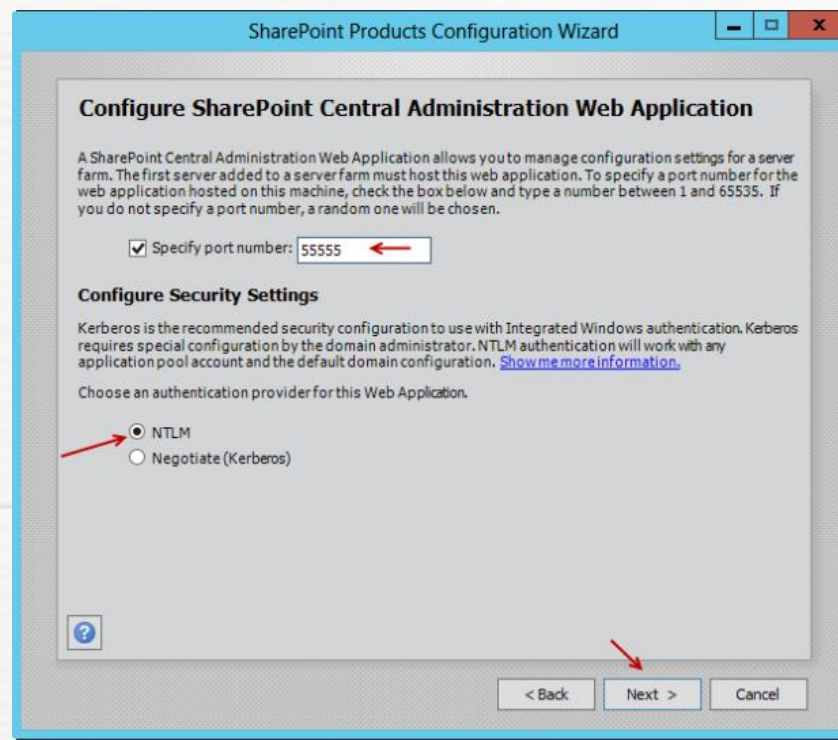 SharePoint Products Configuration Wizard
Configure SharePoint Central Administration Web Application
A SharePoint Central Administration Web Application allows you to manage configuration settings for a server
farm. The first server added to a server farm must host this web application. To specify a port number for the
web application hosted on this machine, check the box below and type a number between 1 and 65535. If
you do not specify a port number, a random one will be chosen.
Specify port number: 55555
Configure Security Settings
Kerberos is the recommended security configuration to use with Integrated Windows authentication. Kerberos
requires special configuration by the domain administrator. NTLM authentication will work with any
application pool account and the default domain configuration. Show me more information.
Choose an authentication provider for this Web Application.
NTLM
Negotiate (Kerberos)
< Back Next > Cancel